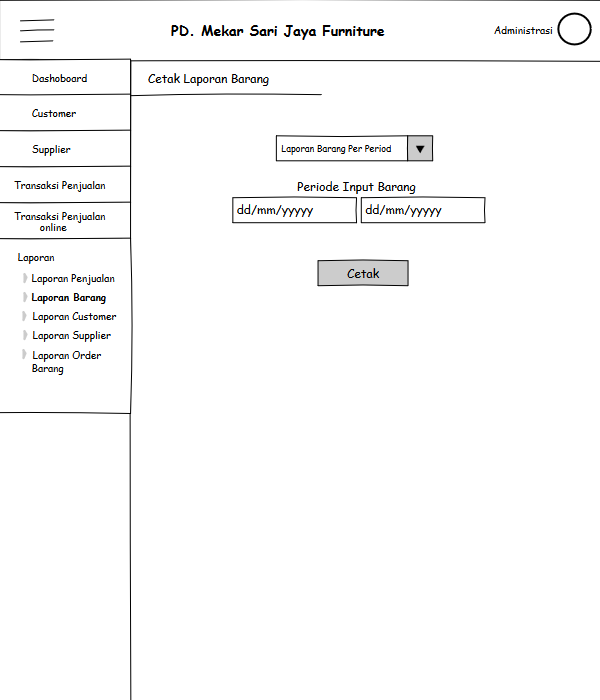 PD. Mekar Sari Jaya Furniture
Administrasi
Dashoboard
Customer
Supplier
Transaksi Penjualan
Transaksi Penjualan
online
Laporan
Laporan Penjualan
Laporan Barang
Laporan Customer
Laporan Supplier
Laporan Order
Barang
Cetak Laporan Barang
Laporan Barang Per Period
Periode Input Barang
dd/mm/yyyyy dd/mm/yyyyy
Cetak